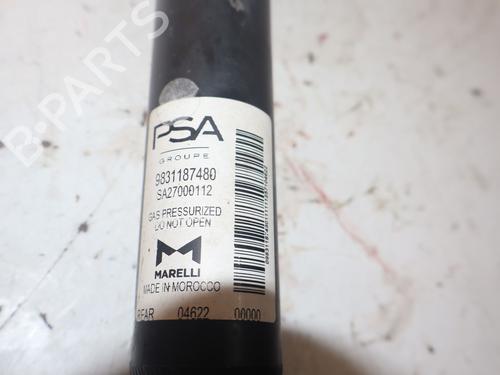 PSA
GROUPE
9831187480
SA27000112
GAS PRESSURIZED
DO NOT OPEN
MARELLI
MADE IN MOROCCO
REAR 04622 00000
B-PARTS